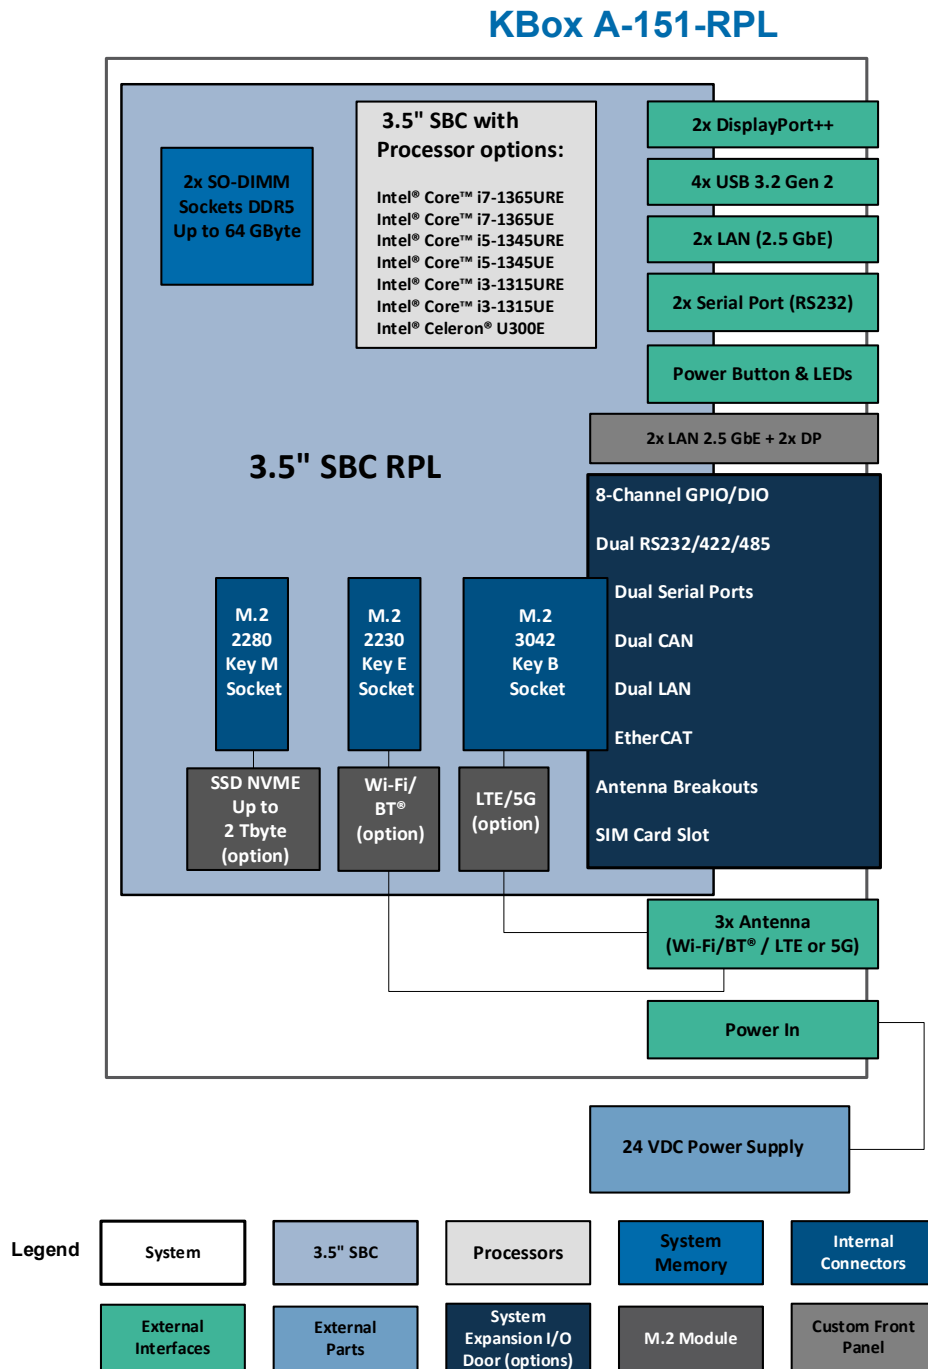 KBox A-151-RPL
3.5" SBC with
Processor options:
Intel® Core™ i7-1365URE
Intel® Core™ i7-1365UE
Intel® Core™ i5-1345URE
Intel® Core™ i5-1345UE
Intel® Core™ i3-1315URE
Intel® Core™ i3-1315UE
Intel® Celeron® U300E
2x SO-DIMM
Sockets DDR5
Up to 64 GByte
2x DisplayPort++
4x USB 3.2 Gen 2
2x LAN (2.5 GbE)
2x Serial Port (RS232)
Power Button & LEDs
2x LAN 2.5 GbE + 2x DP
3.5" SBC RPL
8-Channel GPIO/DIO
Dual RS232/422/485
Dual Serial Ports
Dual CAN
Dual LAN
EtherCAT
Antenna Breakouts
SIM Card Slot
M.2
2280
Key M
Socket
M.2
2230
Key E
Socket
M.2
3042
Key B
Socket
SSD NVME
Up to
2 Tbyte
(option)
Wi-Fi/
BT®
(option)
LTE/5G
(option)
3x Antenna
(Wi-Fi/BT® / LTE or 5G)
Power In
24 VDC Power Supply
Legend
System
3.5" SBC
Processors
System
Memory
Internal
Connectors
External
Interfaces
External
Parts
System
Expansion I/O
Door (options)
M.2 Module
Custom Front
Panel